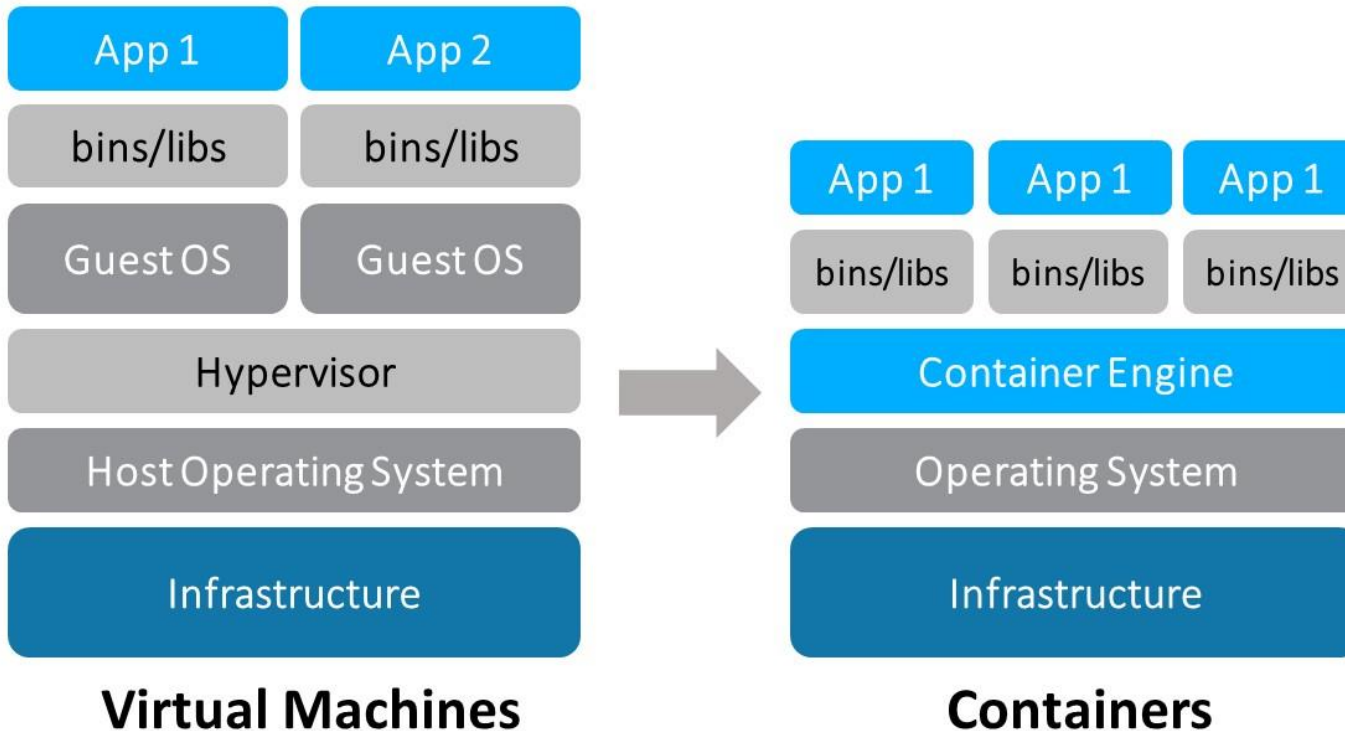 App 1
App 2
bins/libs
bins/libs
Guest OS
Guest OS
Hypervisor
Host Operating System
Infrastructure
Virtual Machines
App 1
App 1
App 1
bins/libs
bins/libs
bins/libs
Container Engine
Operating System
Infrastructure
Containers